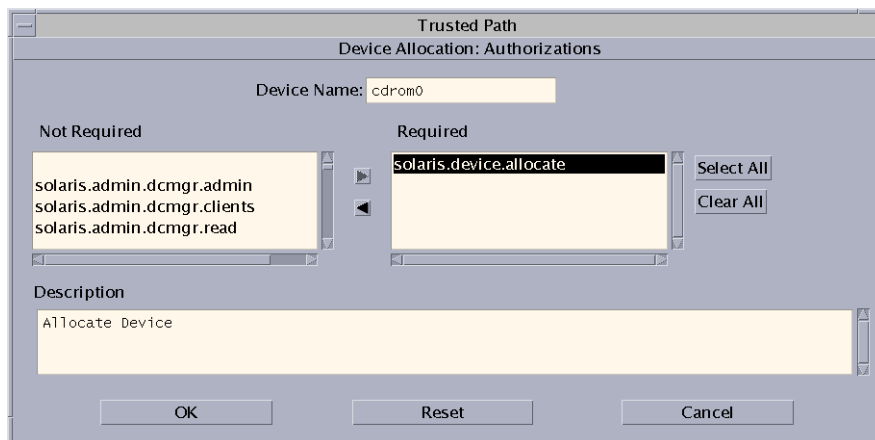 Trusted Path
Device Allocation: Authorizations
Device Name: cdrom0
Not Required
Required
solaris.admin.dcmgr.admin
solaris.admin.dcmgr.clients
solaris.admin.dcmgr.read
solaris.device.allocate
Select All
Clear All
Description
Allocate Device
OK
Reset
Cancel